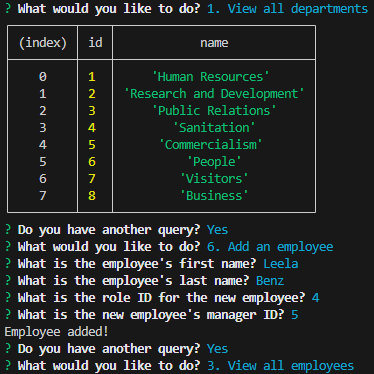 ? What would you like to do? 1. View all departments
(index) id name
0 1 'Human Resources'
1 2 'Research and Development'
2 3 'Public Relations'
3 4 'Sanitation'
4 5 'Commercialism'
5 6 'People'
6 7 'Visitors'
7 8 'Business'
? Do you have another query? Yes
? What would you like to do? 6. Add an employee
? What is the employee's first name? Leela
? What is the employee's last name? Benz
? What is the role ID for the new employee? 4
? What is the new employee's manager ID? 5
Employee added!
? Do you have another query? Yes
? What would you like to do? 3. View all employees